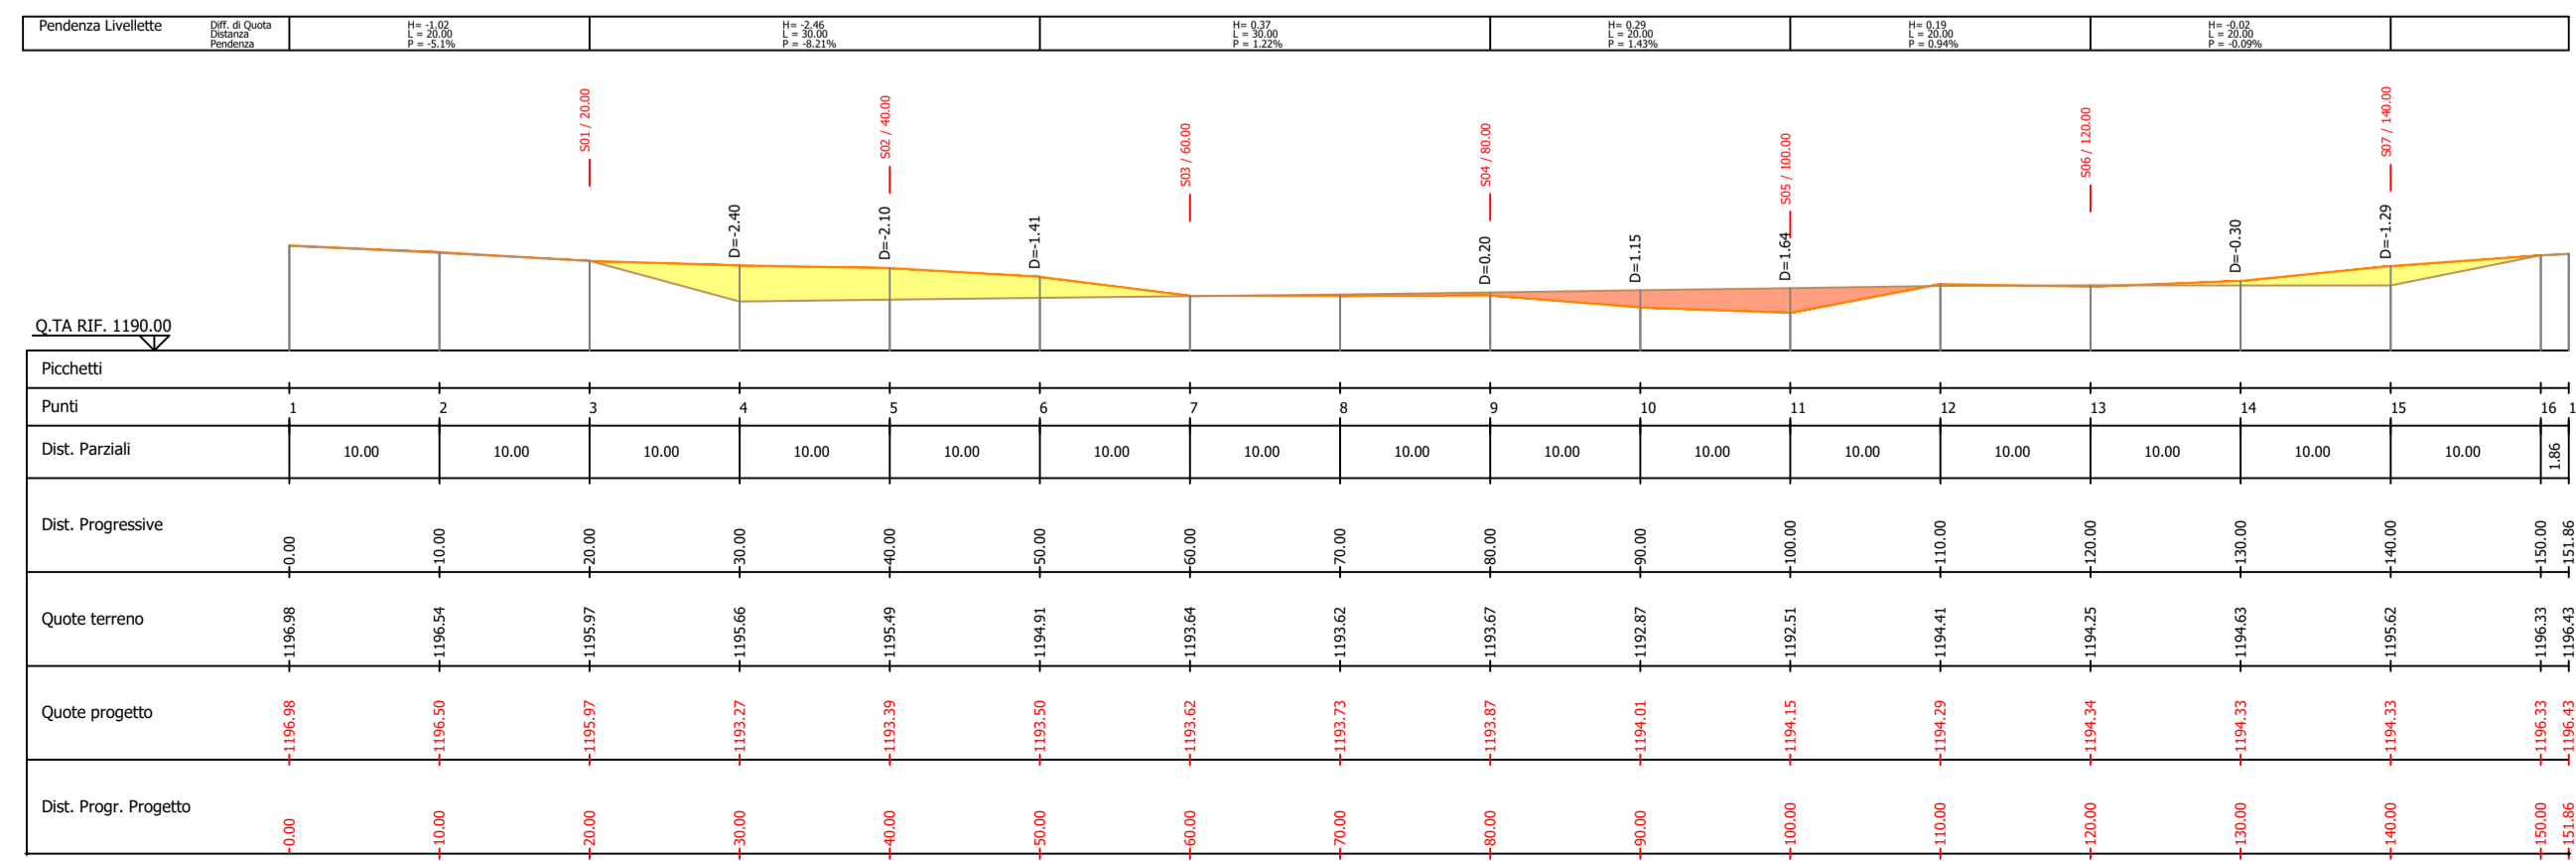 Pendenza Livellette
Diff. di Quota
Distanza
Pendenza
H= -1.02
L = 20.00
P = -5.1%
H= -2.46
L = 30.00
P = -8.21%
H= 0.37
L = 30.00
P = 1.22%
H= 0.29
L = 20.00
P = 1.43%
H= 0.19
L = 20.00
P = 0.94%
H= -0.02
L = 20.00
P = -0.09%
S01 / 20.00
S02 / 40.00
S03 / 60.00
S04 / 80.00
S05 / 100.00
S06 / 120.00
S07 / 140.00
D=-2.40
D=-2.10
D=-1.41
D=0.20
D=1.15
D=1.64
D=-0.30
D=-1.29
Q.TA RIF. 1190.00
Picchetti
Punti 1 2 3 4 5 6 7 8 9 10 11 12 13 14 15 16 1
Dist. Parziali 10.00 10.00 10.00 10.00 10.00 10.00 10.00 10.00 10.00 10.00 10.00 10.00 10.00 10.00 10.00 1.86
Dist. Progressive 0.00 10.00 20.00 30.00 40.00 50.00 60.00 70.00 80.00 90.00 100.00 110.00 120.00 130.00 140.00 150.00 151.86
Quote terreno 1196.98 1196.54 1195.97 1195.66 1195.49 1194.91 1193.64 1193.62 1193.67 1192.87 1192.51 1194.41 1194.25 1194.63 1195.62 1196.33 1196.43
Quote progetto 1196.98 1196.50 1195.97 1193.27 1193.39 1193.50 1193.62 1193.73 1193.87 1194.01 1194.15 1194.29 1194.34 1194.33 1194.33 1196.33 1196.43
Dist. Progr. Progetto 0.00 10.00 20.00 30.00 40.00 50.00 60.00 70.00 80.00 90.00 100.00 110.00 120.00 130.00 140.00 150.00 151.86